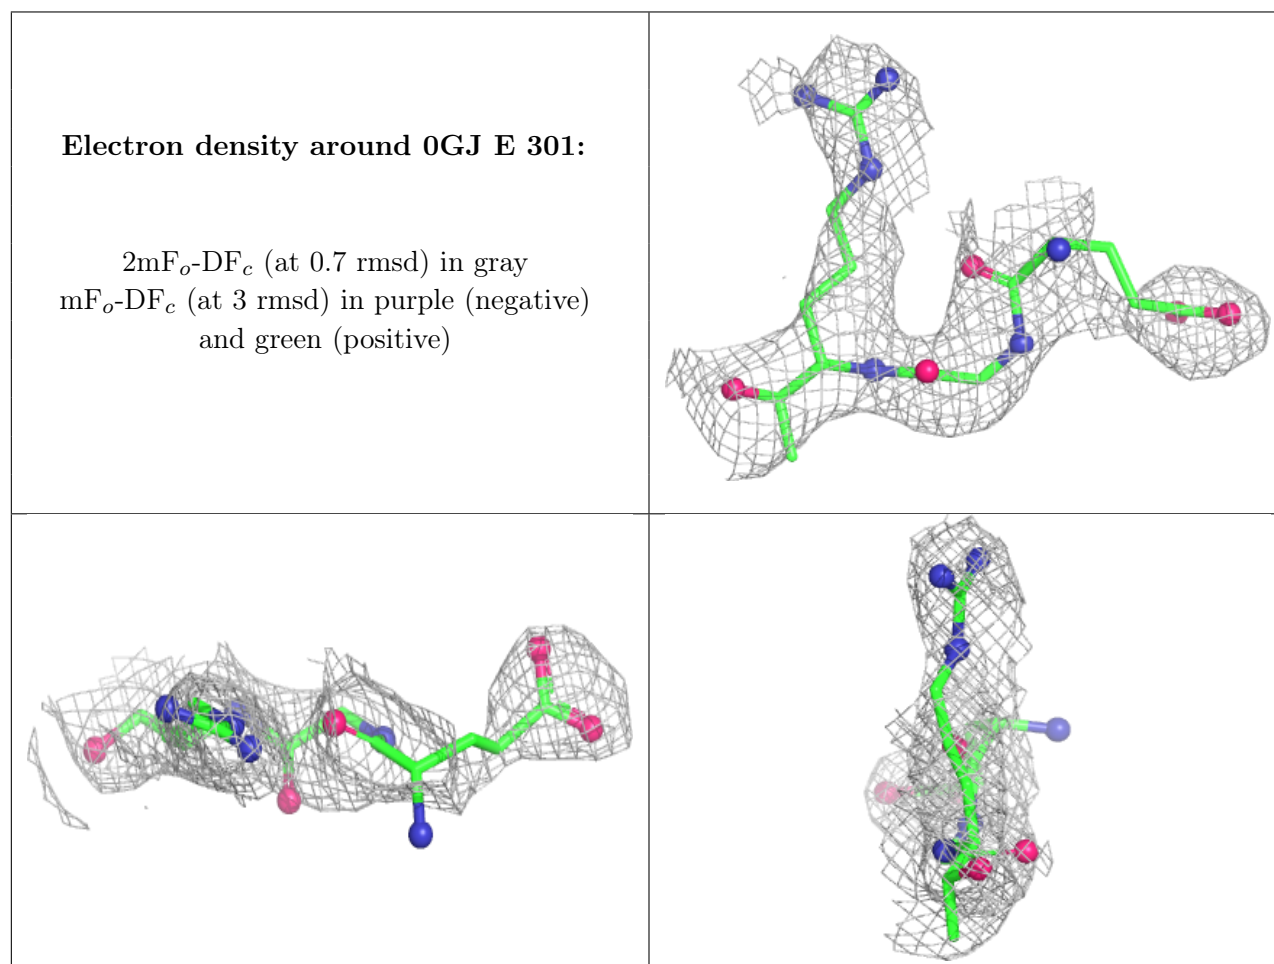 Electron density around 0GJ E 301:
2mFo-DFc (at 0.7 rmsd) in gray
mFo-DFc (at 3 rmsd) in purple (negative)
and green (positive)